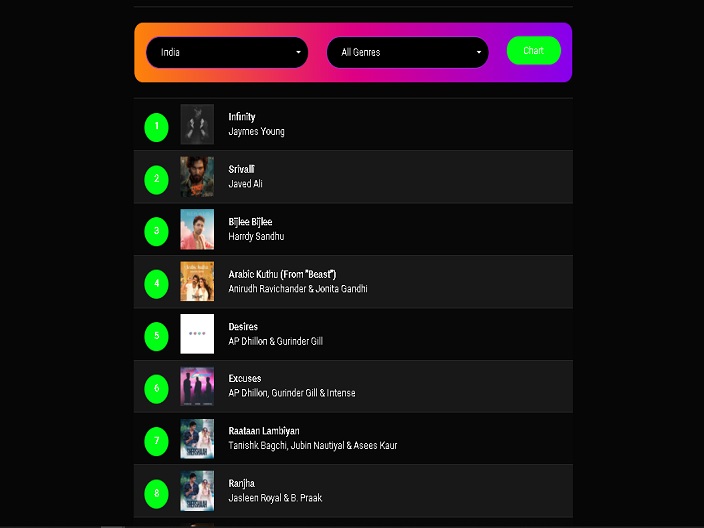 India
All Genres
Chart
1
Infinity
Jaymes Young
2
Srivalli
Javed Ali
3
Bijlee Bijlee
Harrdy Sandhu
4
Arabic Kuthu (From "Beast")
Anirudh Ravichander & Jonita Gandhi
5
Desires
AP Dhillon & Gurinder Gill
6
Excuses
AP Dhillon, Gurinder Gill & Intense
7
Raataan Lambiyan
Tanishk Bagchi, Jubin Nautiyal & Asees Kaur
SHERSHAAH
8
Ranjha
Jasleen Royal & B. Praak
SHERSHAAH